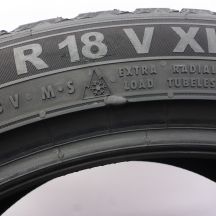 R 18 V XL
M•S EXTRA LOAD RADIAL TUBELESS